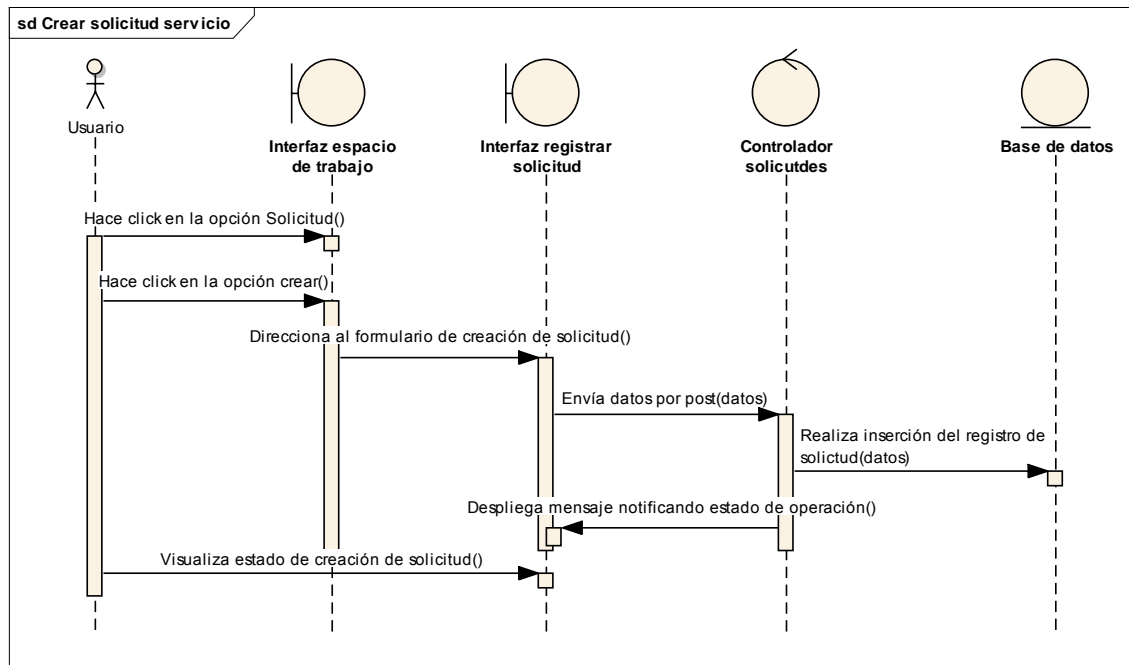 sd Crear solicitud servicio
Usuario
Interfaz espacio
de trabajo
Interfaz registrar
solicitud
Controlador
solicutdes
Base de datos
Hace click en la opción Solicitud()
Hace click en la opción crear()
Direcciona al formulario de creación de solicitud()
Envía datos por post(datos)
Realiza inserción del registro de
solictud(datos)
Despliega mensaje notificando estado de operación()
Visualiza estado de creación de solicitud()